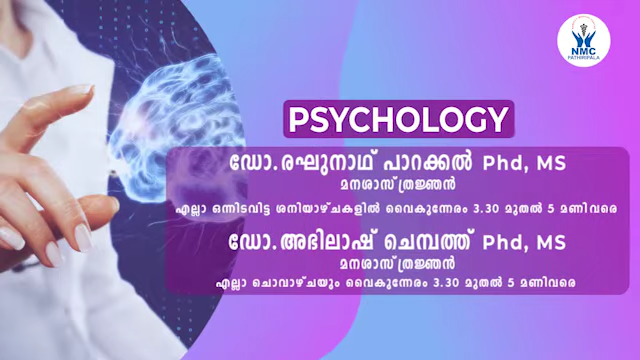 NMC
PATHIRIPALA
PSYCHOLOGY
ഡോ.രഘുനാഥ് പാറക്കൽ Phd, MS
മനശാസ്ത്രജ്ഞൻ
എല്ലാ ഒന്നിടവിട്ട ശനിയാഴ്ചകളിൽ വൈകുന്നേരം 3.30 മുതൽ 5 മണിവരെ
ഡോ.അഭിലാഷ് ചെമ്പത്ത് Phd, MS
മനശാസ്ത്രജ്ഞൻ
എല്ലാ ചൊവാഴ്ചയും വൈകുന്നേരം 3.30 മുതൽ 5 മണിവരെ